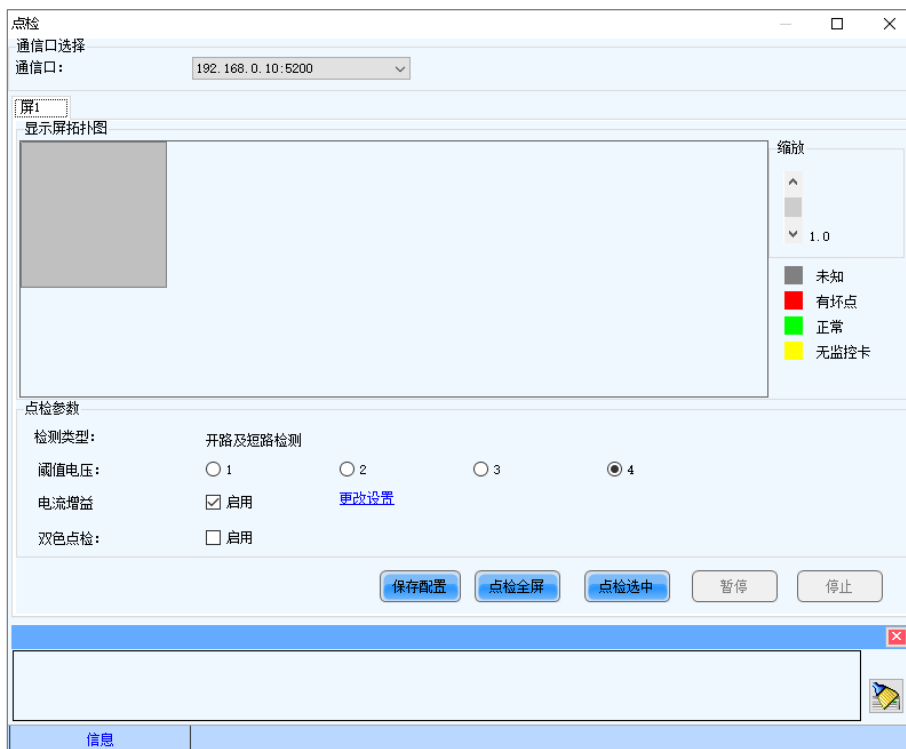 点检
通信口选择
通信口: 192.168.0.10:5200
屏1
显示屏拓扑图
缩放
1.0
未知
有坏点
正常
无监控卡
点检参数
检测类型: 开路及短路检测
阈值电压: 1 2 3 4
电流增益 启用 更改设置
双色点检: 启用
保存配置 点检全屏 点检选中 暂停 停止
信息